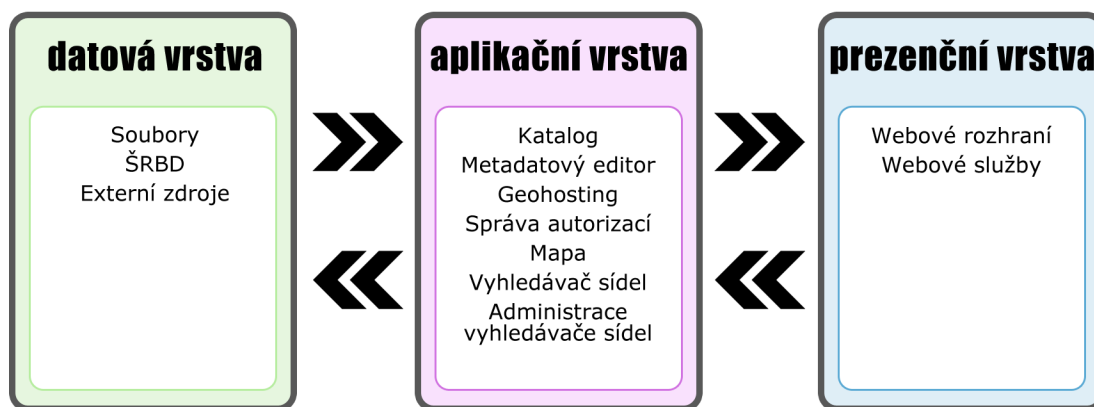 datová vrstva
Soubory
ŠRBD
Externí zdroje
aplikační vrstva
Katalog
Metadatový editor
Geohosting
Správa autorizací
Mapa
Vyhledávač sídel
Administrace
vyhledávače sídel
prezenční vrstva
Webové rozhraní
Webové služby